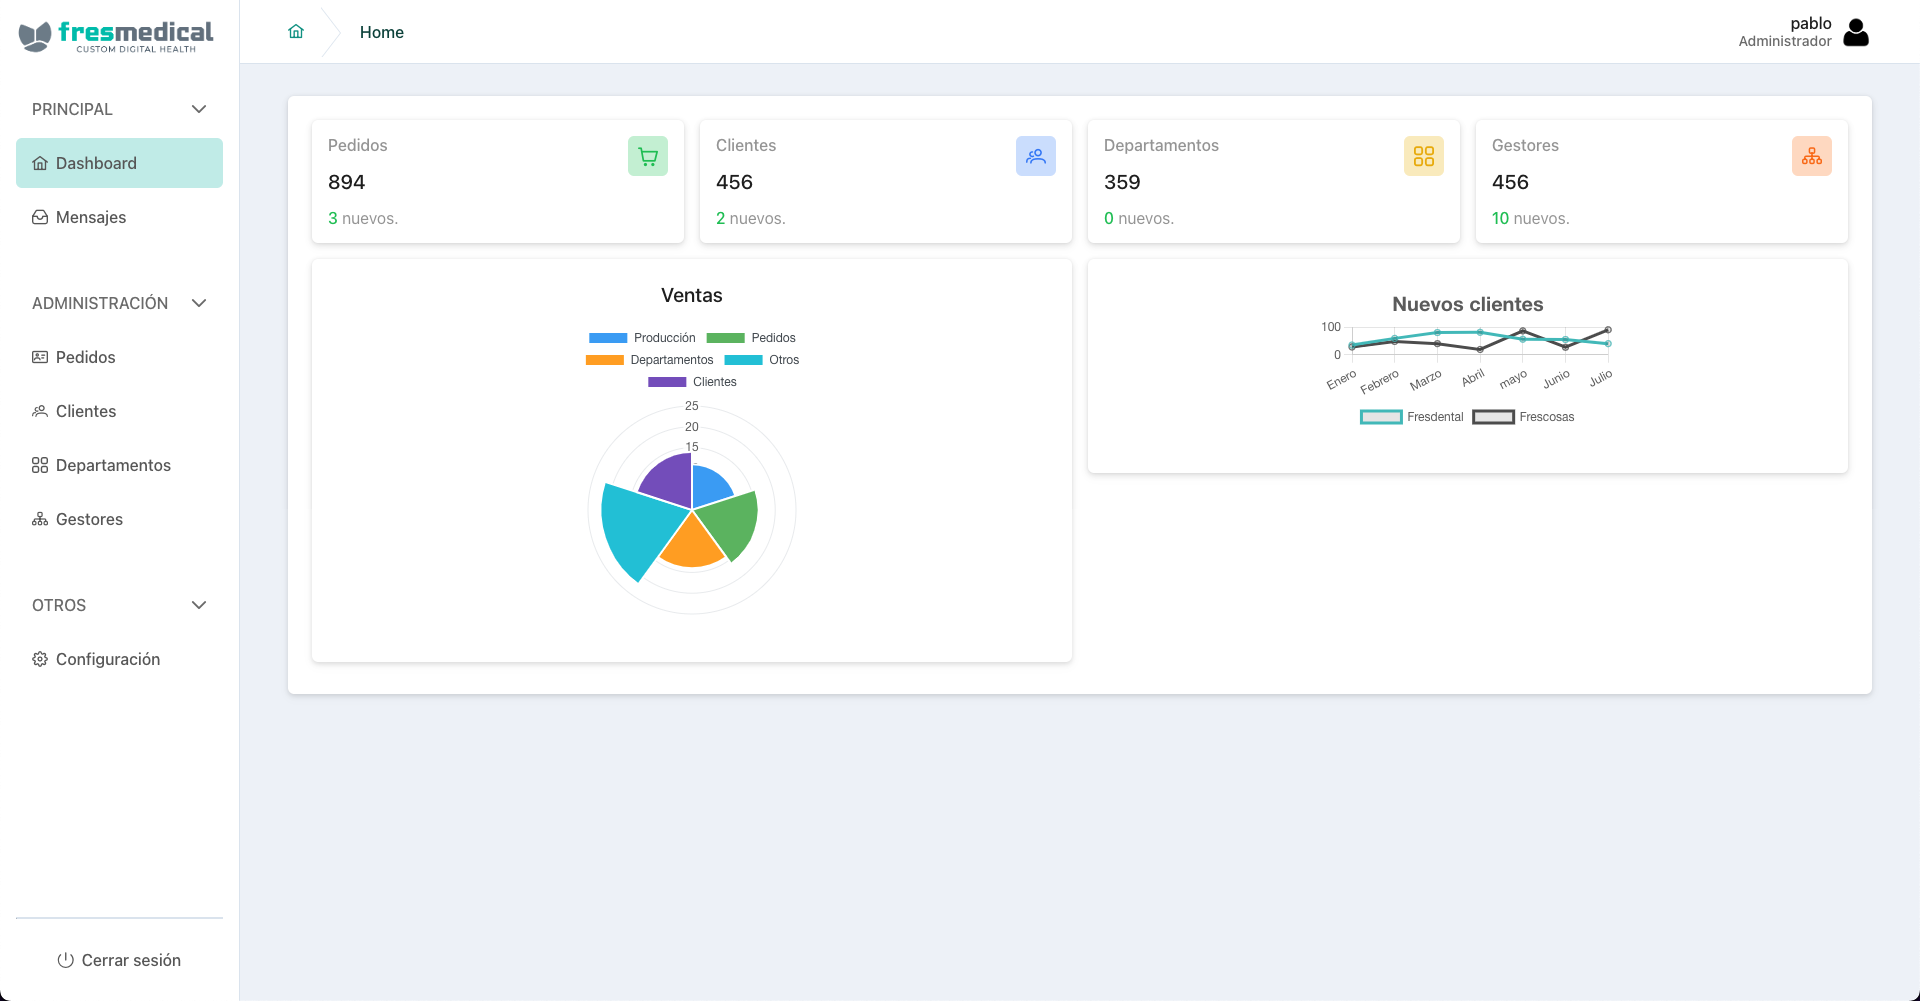 fresmedical
CUSTOM DIGITAL HEALTH
PRINCIPAL
Dashboard
Mensajes
ADMINISTRACIÓN
Pedidos
Clientes
Departamentos
Gestores
OTROS
Configuración
Cerrar sesión
Home
pablo
Administrador
Pedidos
894
3 nuevos.
Clientes
456
2 nuevos.
Departamentos
359
0 nuevos.
Gestores
456
10 nuevos.
Ventas
Producción Pedidos
Departamentos Otros
Clientes
25
20
15
Nuevos clientes
100
0
Enero Febrero Marzo Abril mayo Junio Julio
Fresdental Frescosas